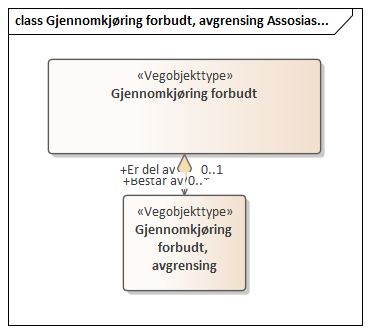 class Gjennomkjøring forbudt, avgrensing Assosias...
«Vegobjekttype»
Gjennomkjøring forbudt
+Er del av 0..1
+Består av 0..*
«Vegobjekttype»
Gjennomkjøring
forbudt,
avgrensing